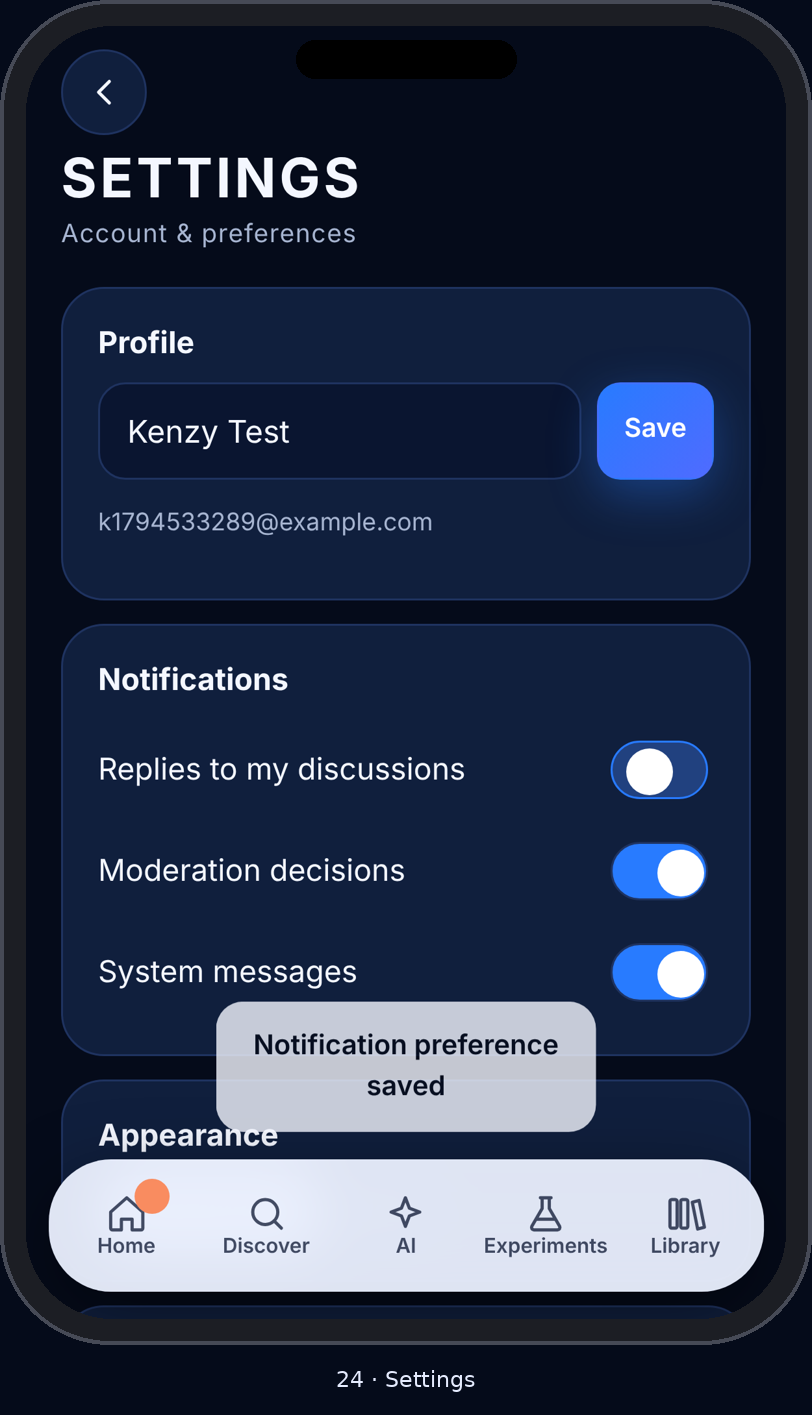 SETTINGS
Account & preferences
Profile
Kenzy Test
Save
k1794533289@example.com
Notifications
Replies to my discussions
Moderation decisions
System messages
Notification preference
saved
Appearance
Home
Discover
AI
Experiments
Library
24 · Settings